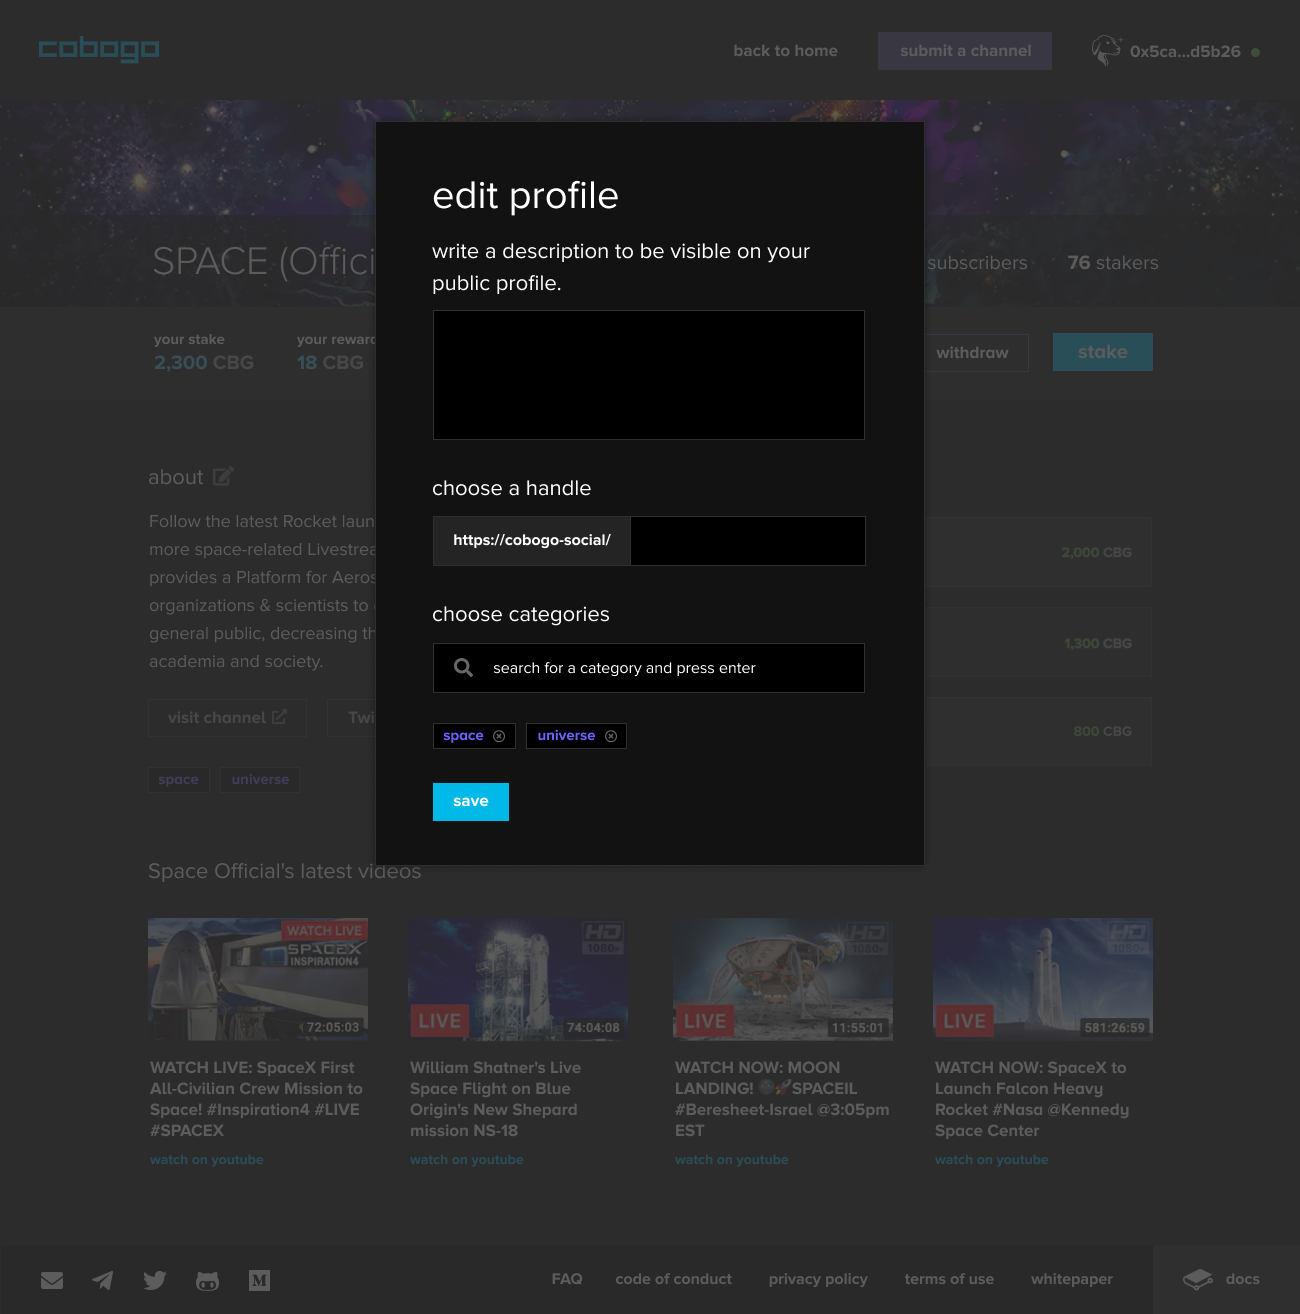 cobogo
back to home
submit a channel
0x5ca...d5b26
edit profile
write a description to be visible on your
public profile.
SPACE (Offici
subscribers
76 stakers
your stake
2,300 CBG
your reward
18 CBG
withdraw
stake
about
Follow the latest Rocket laun
more space-related Livestrea
provides a Platform for Aeros
organizations & scientists to
general public, decreasing th
academia and society.
visit channel
Twi
space
universe
choose a handle
https://cobogo-social/
choose categories
search for a category and press enter
space
universe
save
2,000 CBG
1,300 CBG
800 CBG
Space Official's latest videos
WATCH LIVE
SPACEX
INSPIRATION4
72:05:03
WATCH LIVE: SpaceX First
All-Civilian Crew Mission to
Space! #Inspiration4 #LIVE
#SPACEX
watch on youtube
HD
1080p
LIVE
74:04:08
William Shatner's Live
Space Flight on Blue
Origin's New Shepard
mission NS-18
watch on youtube
HD
1080p
LIVE
11:55:01
WATCH NOW: MOON
LANDING! 🌑🚀SPACEIL
#Beresheet-Israel @3:05pm
EST
watch on youtube
HD
1080p
LIVE
581:26:59
WATCH NOW: SpaceX to
Launch Falcon Heavy
Rocket #Nasa @Kennedy
Space Center
watch on youtube
M
FAQ
code of conduct
privacy policy
terms of use
whitepaper
docs